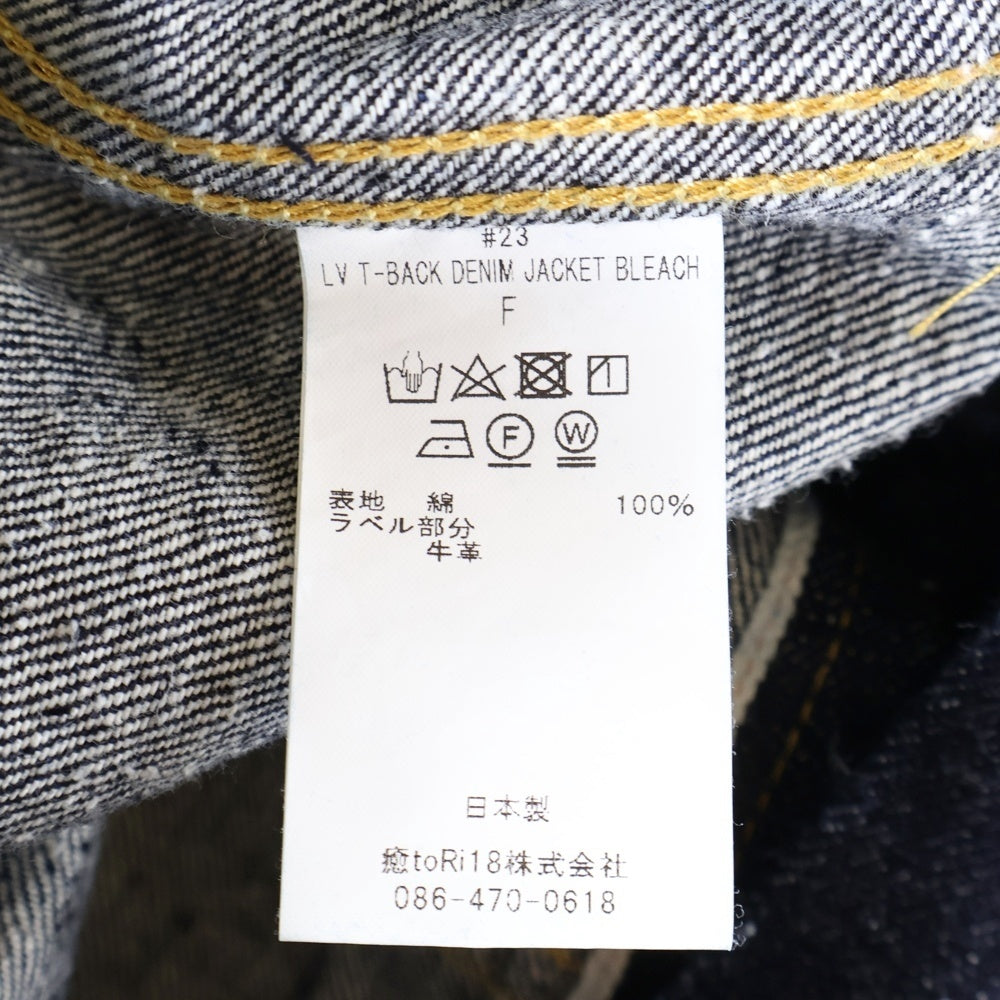 #23
LV T-BACK DENIM JACKET BLEACH
F
F W
表地 綿 100%
ラベル部分
牛革
日本製
癒toRi18株式会社
086-470-0618